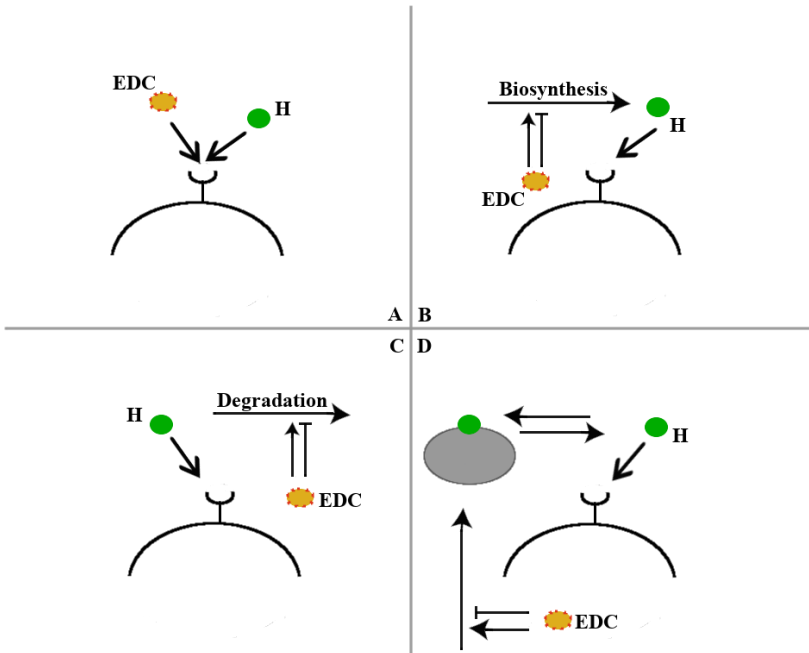 EDC
H
Biosynthesis
H
EDC
A B
C D
Degradation
H
EDC
H
EDC